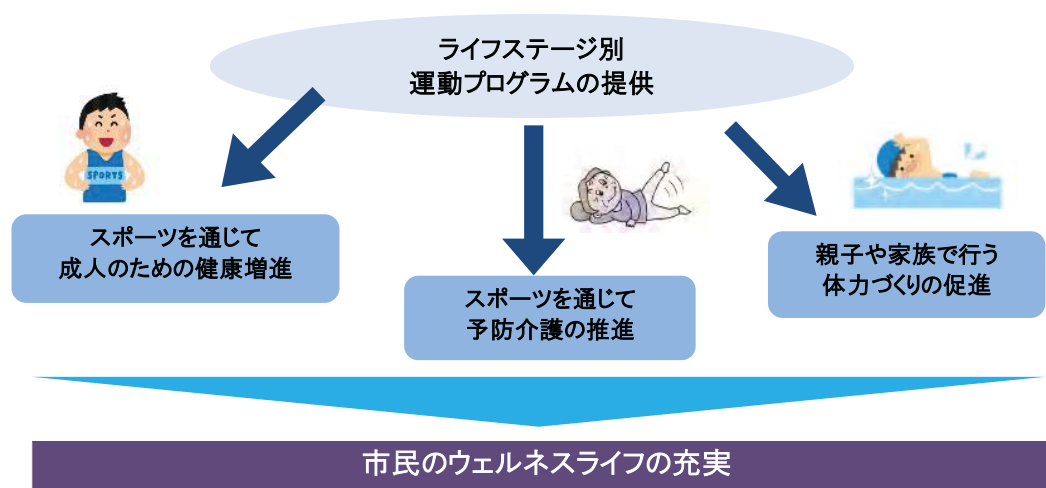 ライフステージ別
運動プログラムの提供
SPORTS
スポーツを通じて
成人のための健康増進
スポーツを通じて
予防介護の推進
親子や家族で行う
体力づくりの促進
市民のウェルネスライフの充実